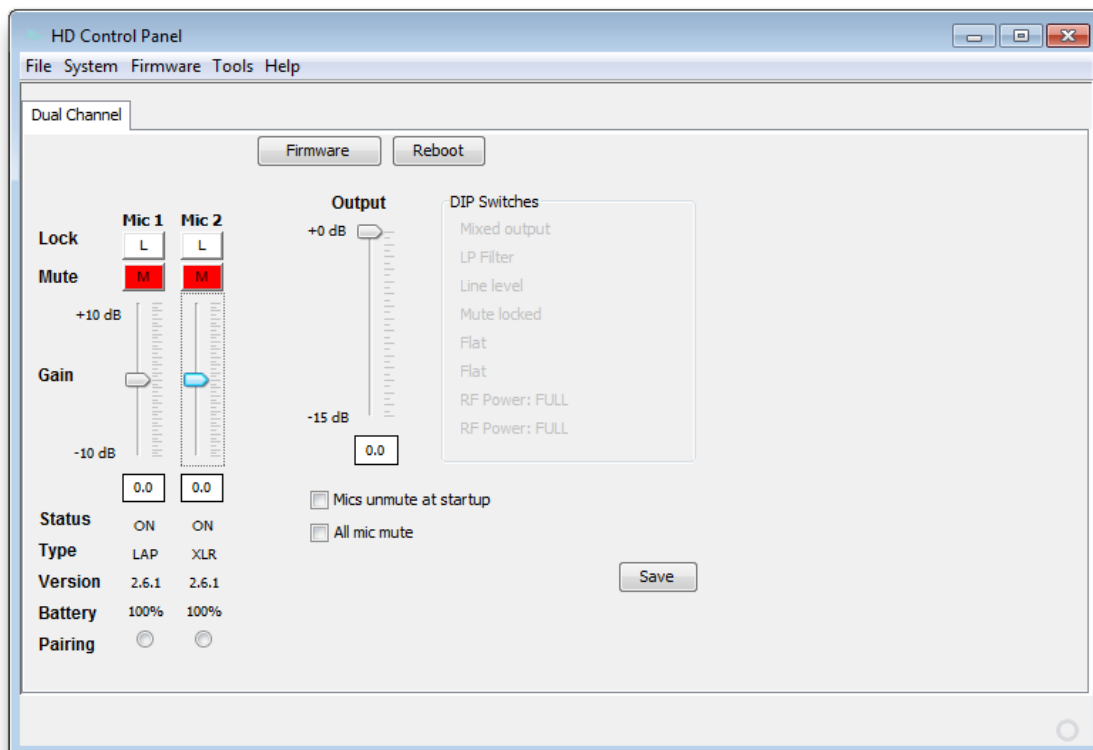 HD Control Panel
File System Firmware Tools Help
Dual Channel
Firmware Reboot
Output
DIP Switches
Mic 1 Mic 2
Lock L L
Mute M M
+10 dB
Gain
-10 dB
0.0 0.0
+0 dB
-15 dB
0.0
Mixed output
LP Filter
Line level
Mute locked
Flat
Flat
RF Power: FULL
RF Power: FULL
Mics unmute at startup
All mic mute
Status ON ON
Type LAP XLR
Version 2.6.1 2.6.1
Battery 100% 100%
Pairing
Save